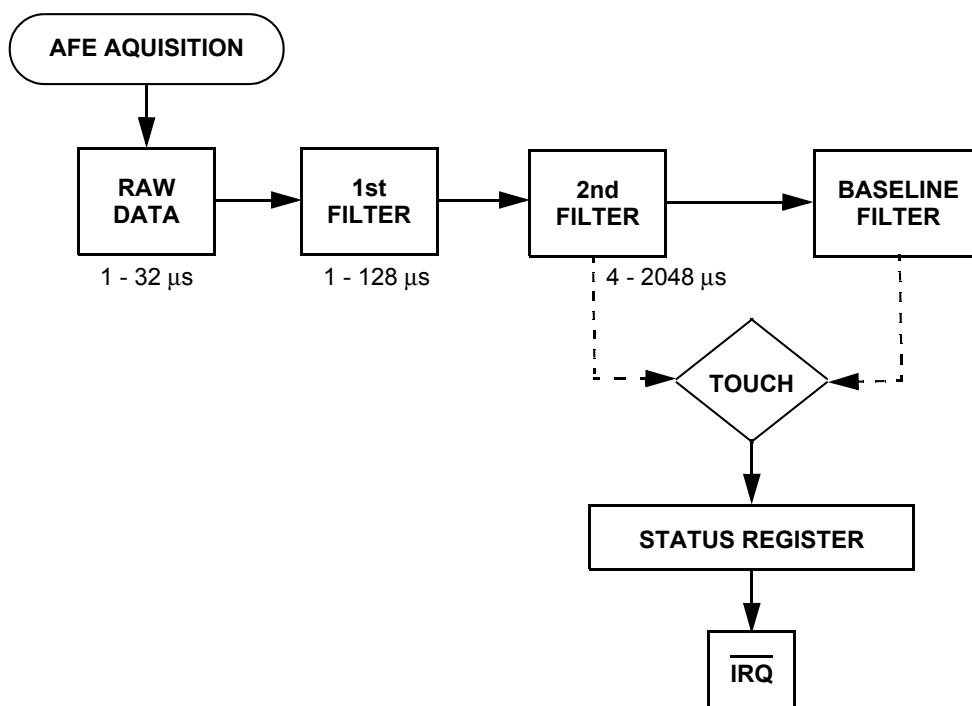 AFE AQUISITION
RAW
DATA
1st
FILTER
2nd
FILTER
BASELINE
FILTER
1 - 32 μs
1 - 128 μs
4 - 2048 μs
TOUCH
STATUS REGISTER
IRQ